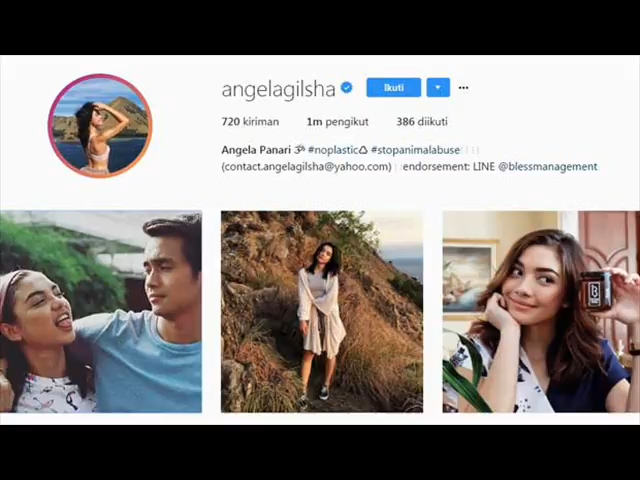 angelagilsha Ikuti
720 kiriman 1m pengikut 386 diikuti
Angela Panari ૐ #noplastic♺ #stopanimalabuse
(contact.angelagilsha@yahoo.com) endorsement: LINE @blessmanagement
B